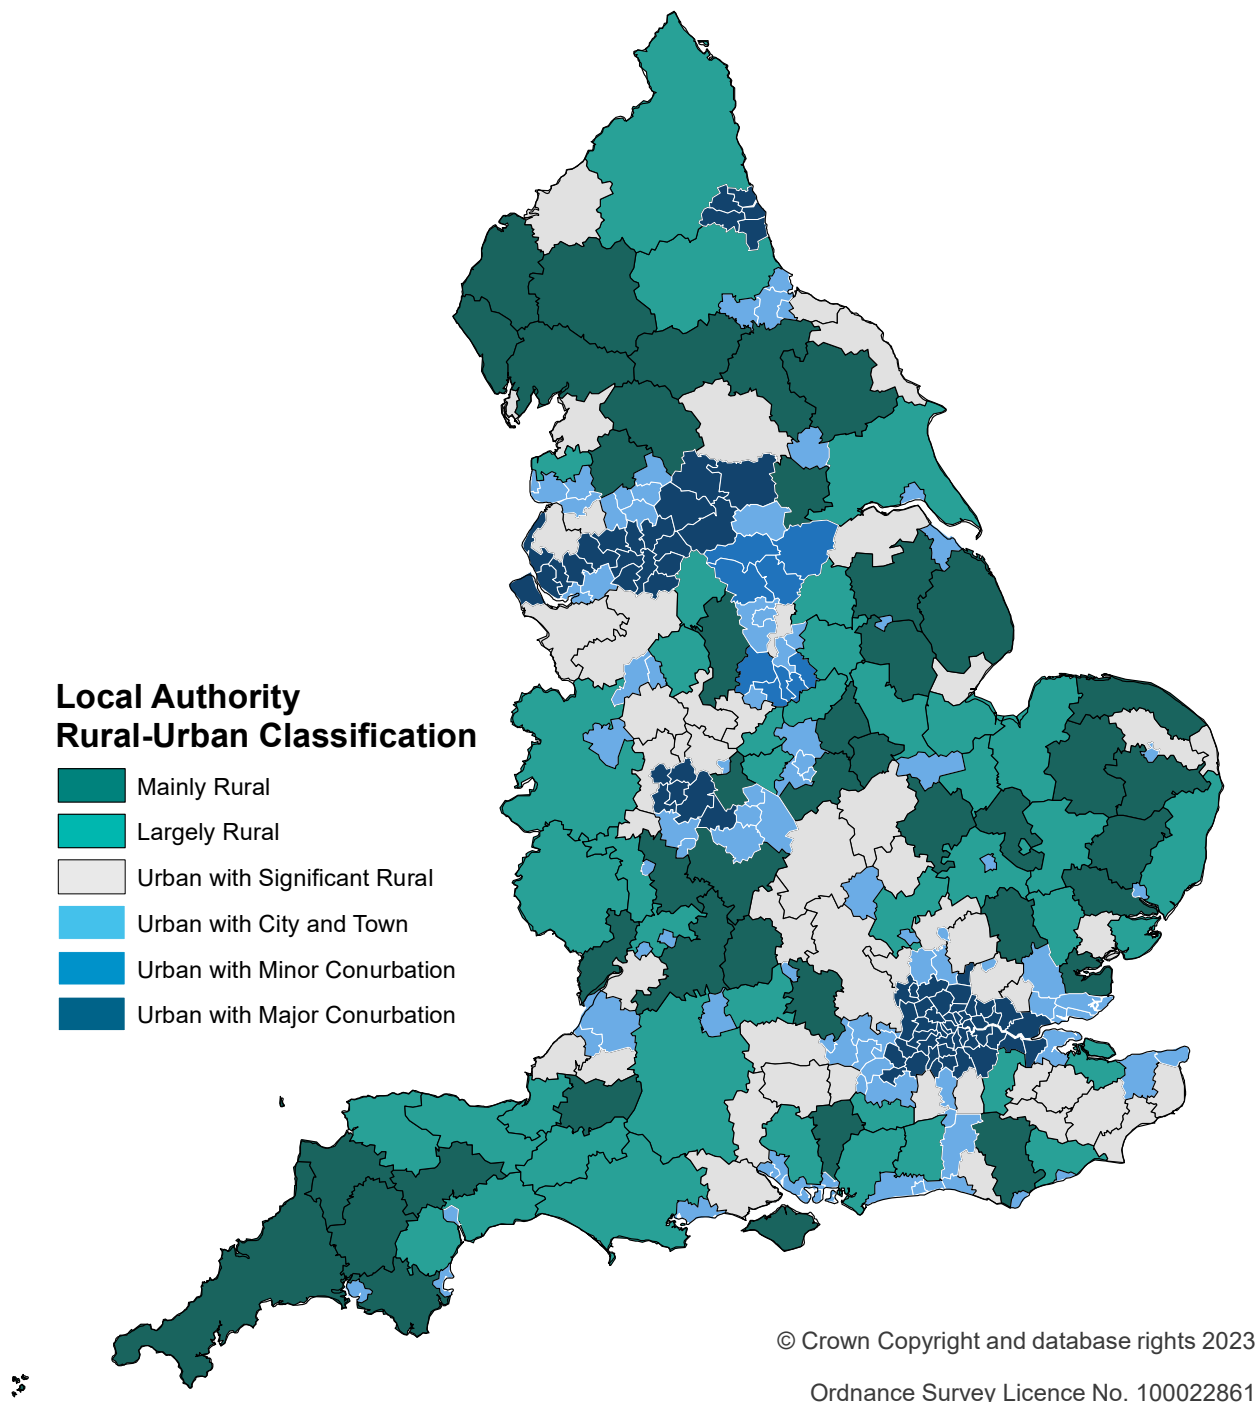 Local Authority
Rural-Urban Classification
Mainly Rural
Largely Rural
Urban with Significant Rural
Urban with City and Town
Urban with Minor Conurbation
Urban with Major Conurbation
© Crown Copyright and database rights 2023
Ordnance Survey Licence No. 100022861